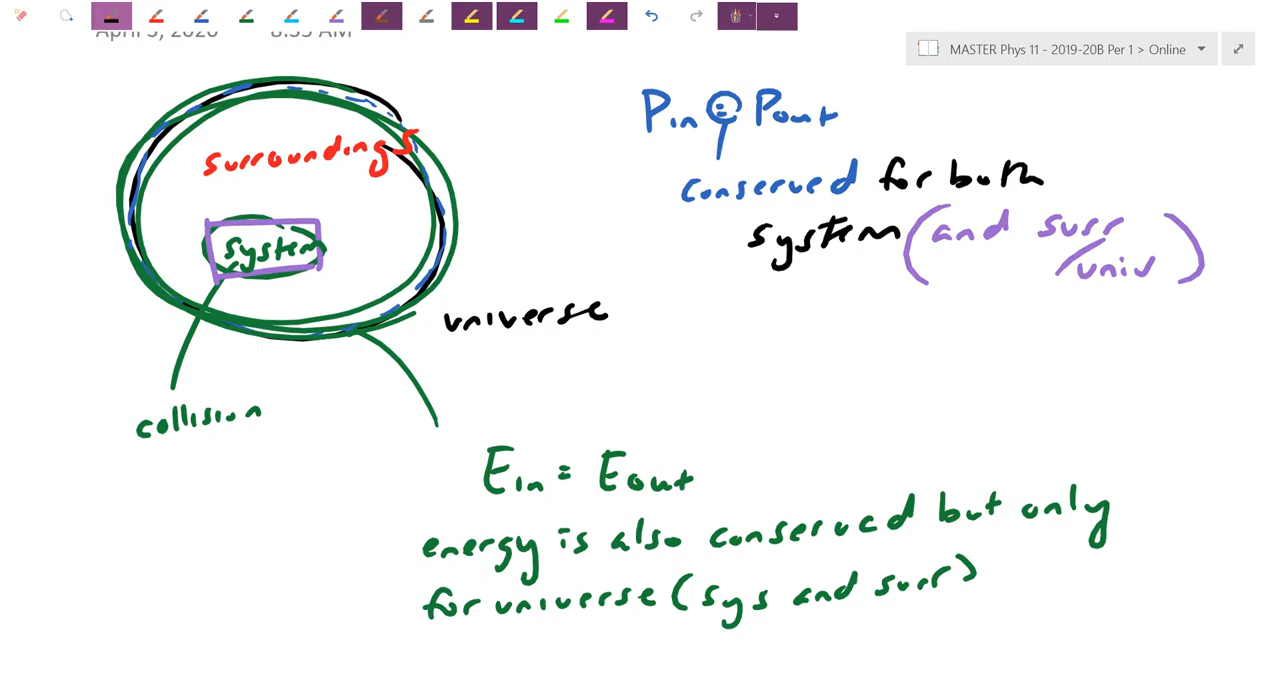 MASTER Phys 11 - 2019-20B Per 1 > Online
surroundings
system
universe
collision
Pin = Pout
conserved for both
system (and surr
/univ)
Ein = Eout
energy is also conserved but only
for universe (sys and surr)